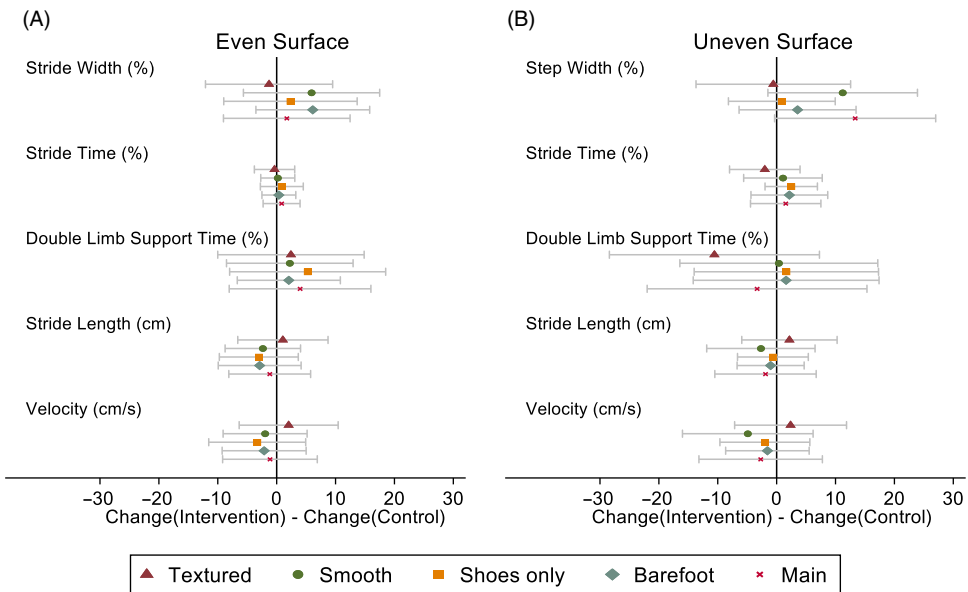 (A)
Even Surface
Stride Width (%)
Stride Time (%)
Double Limb Support Time (%)
Stride Length (cm)
Velocity (cm/s)
−30 −20 −10 0 10 20 30
Change(Intervention) - Change(Control)
(B)
Uneven Surface
Step Width (%)
Stride Time (%)
Double Limb Support Time (%)
Stride Length (cm)
Velocity (cm/s)
−30 −20 −10 0 10 20 30
Change(Intervention) - Change(Control)
Textured Smooth Shoes only Barefoot Main